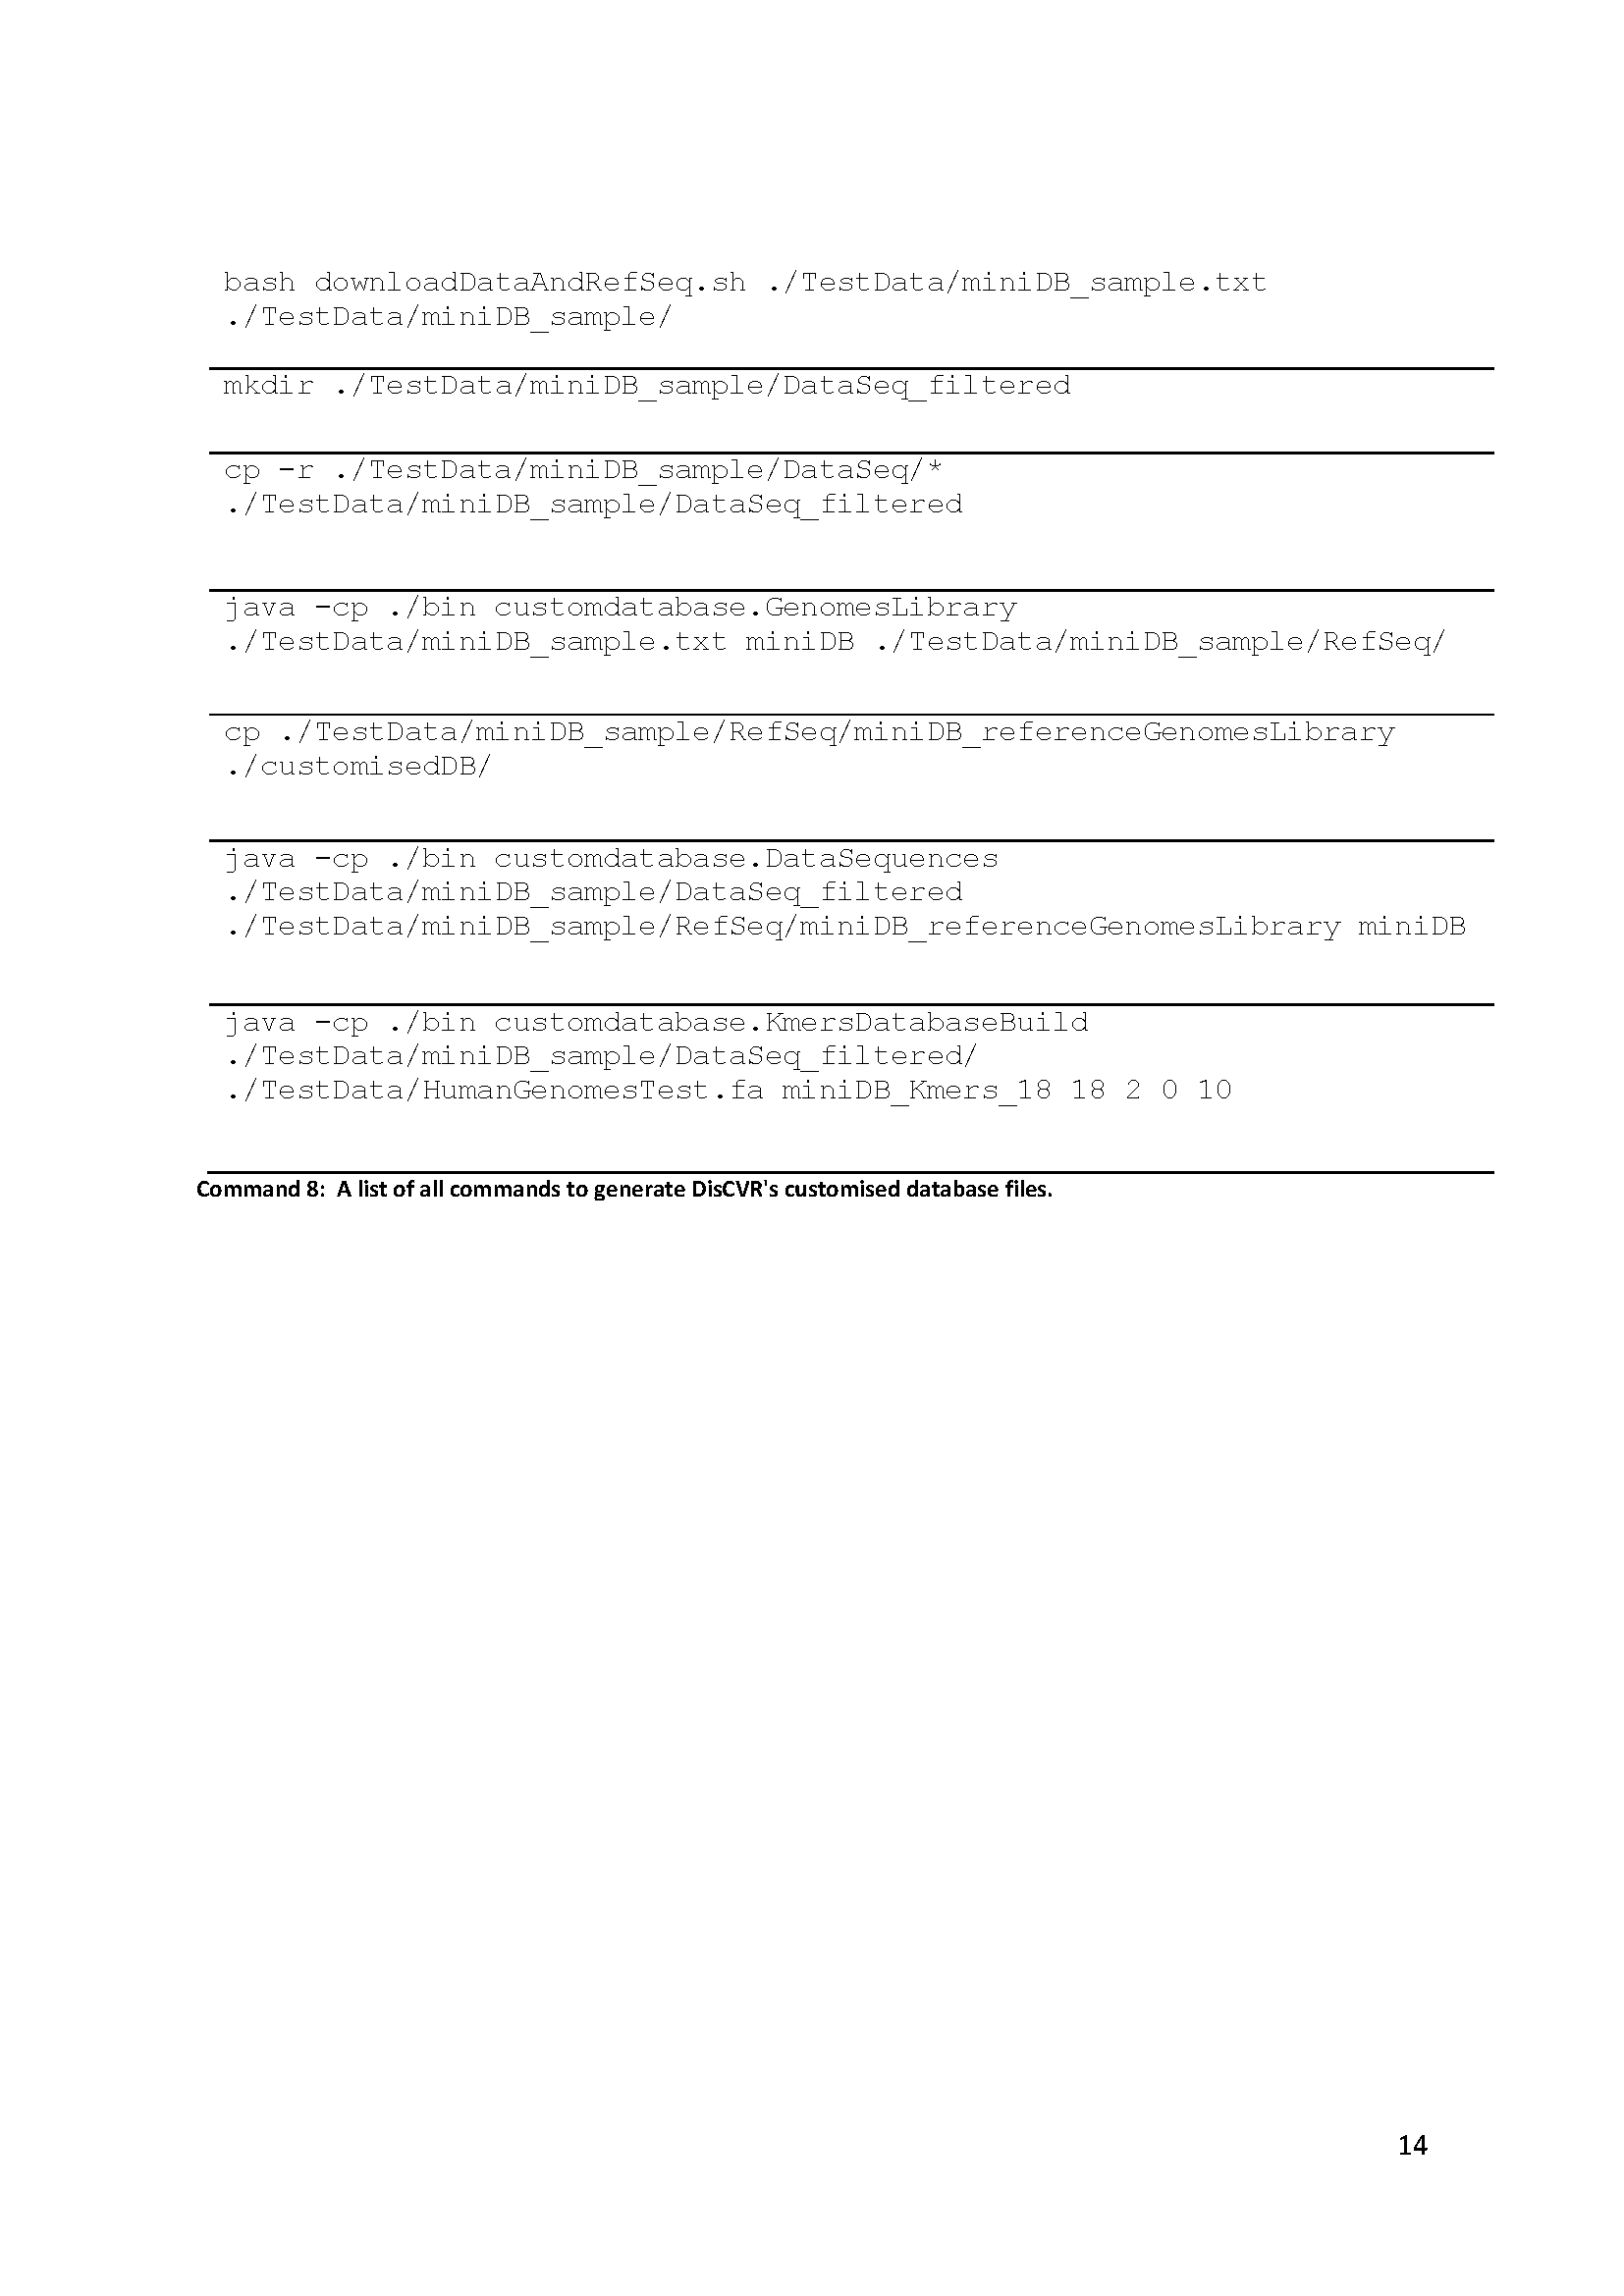 bash downloadDataAndRefSeq.sh ./TestData/miniDB_sample.txt
./TestData/miniDB_sample/
mkdir ./TestData/miniDB_sample/DataSeq_filtered
cp -r ./TestData/miniDB_sample/DataSeq/*
./TestData/miniDB_sample/DataSeq_filtered
java -cp ./bin customdatabase.GenomesLibrary
./TestData/miniDB_sample.txt miniDB ./TestData/miniDB_sample/RefSeq/
cp ./TestData/miniDB_sample/RefSeq/miniDB_referenceGenomesLibrary
./customisedDB/
java -cp ./bin customdatabase.DataSequences
./TestData/miniDB_sample/DataSeq_filtered
./TestData/miniDB_sample/RefSeq/miniDB_referenceGenomesLibrary miniDB
java -cp ./bin customdatabase.KmersDatabaseBuild
./TestData/miniDB_sample/DataSeq_filtered/
./TestData/HumanGenomesTest.fa miniDB_Kmers_18 18 2 0 10
Command 8:  A list of all commands to generate DisCVR's customised database files.
14